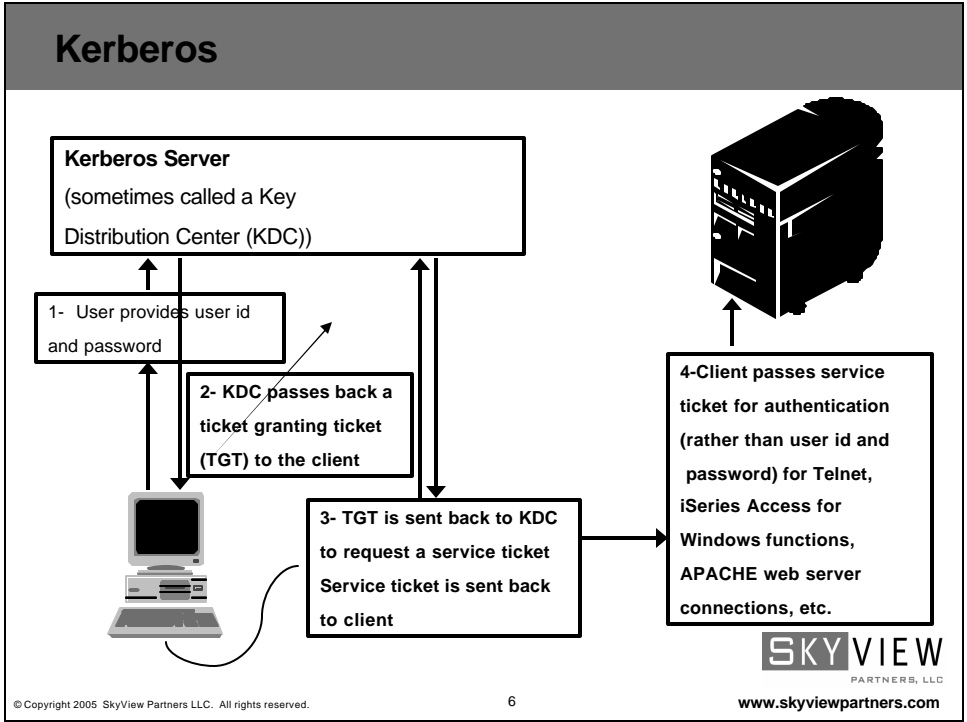 Kerberos
Kerberos Server
(sometimes called a Key
Distribution Center (KDC))
1- User provides user id
and password
2- KDC passes back a
ticket granting ticket
(TGT) to the client
3- TGT is sent back to KDC
to request a service ticket
Service ticket is sent back
to client
4-Client passes service
ticket for authentication
(rather than user id and
password) for Telnet,
iSeries Access for
Windows functions,
APACHE web server
connections, etc.
SKYVIEW
PARTNERS, LLC
© Copyright 2005 SkyView Partners LLC. All rights reserved.
6
www.skyviewpartners.com